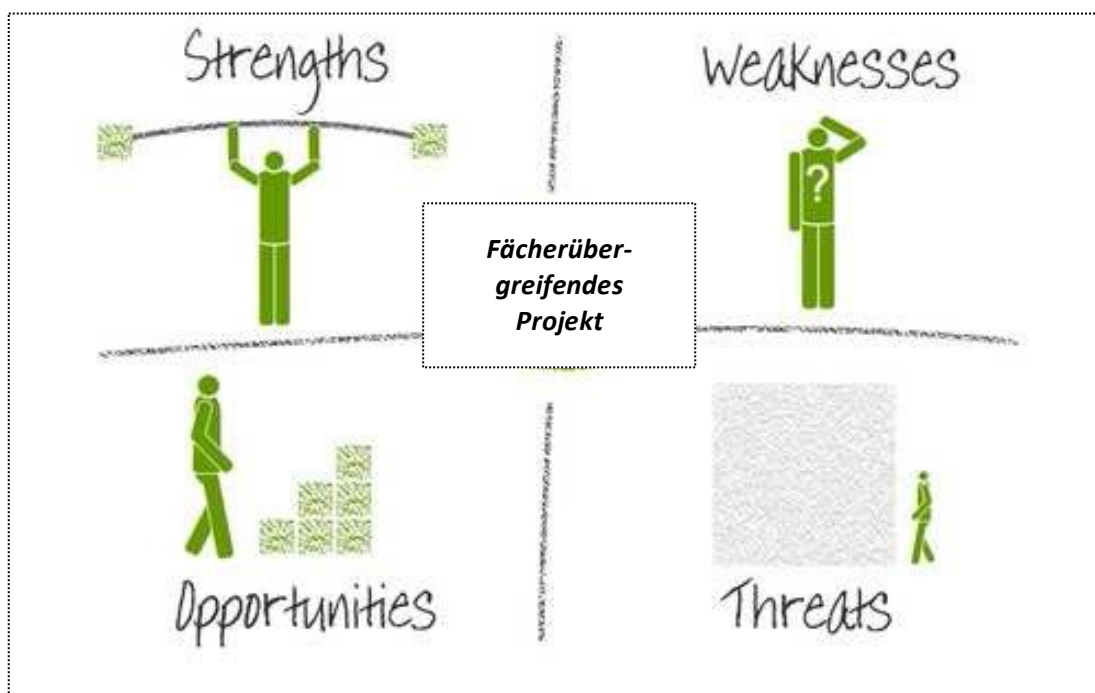 Strengths
Weaknesses
?
Fächerüber-
greifendes
Projekt
Opportunities
Threats